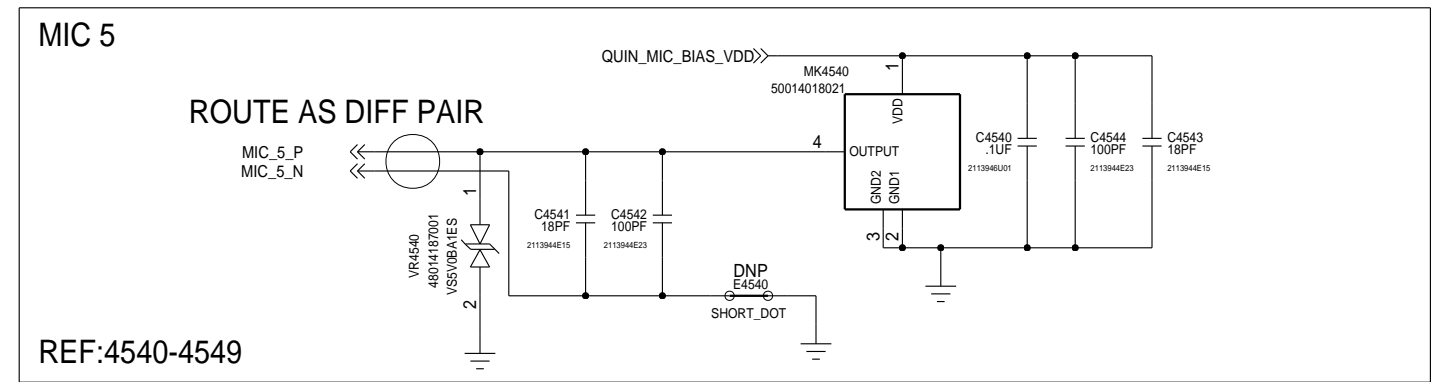 MIC 5
QUIN_MIC_BIAS_VDD
MK4540
50014018021
1
VDD
ROUTE AS DIFF PAIR
MIC_5_P
MIC_5_N
4
OUTPUT
GND2
GND1
3
2
C4540
.1UF
2113946U01
C4544
100PF
2113944E23
C4543
18PF
2113944E15
1
VR4540
48014187001
VS5V0BA1ES
2
C4541
18PF
2113944E15
C4542
100PF
2113944E23
DNP
E4540
SHORT_DOT
REF:4540-4549